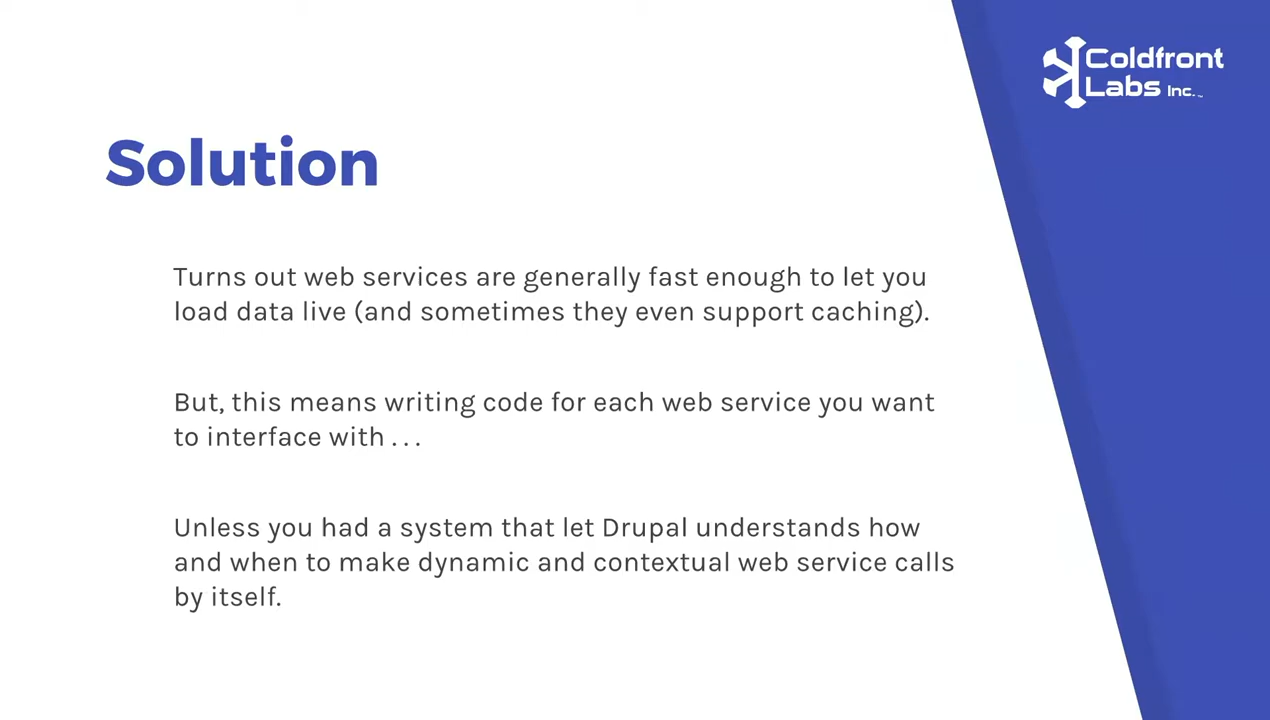 Coldfront
Labs Inc.™
Solution
Turns out web services are generally fast enough to let you
load data live (and sometimes they even support caching).
But, this means writing code for each web service you want
to interface with . . .
Unless you had a system that let Drupal understands how
and when to make dynamic and contextual web service calls
by itself.